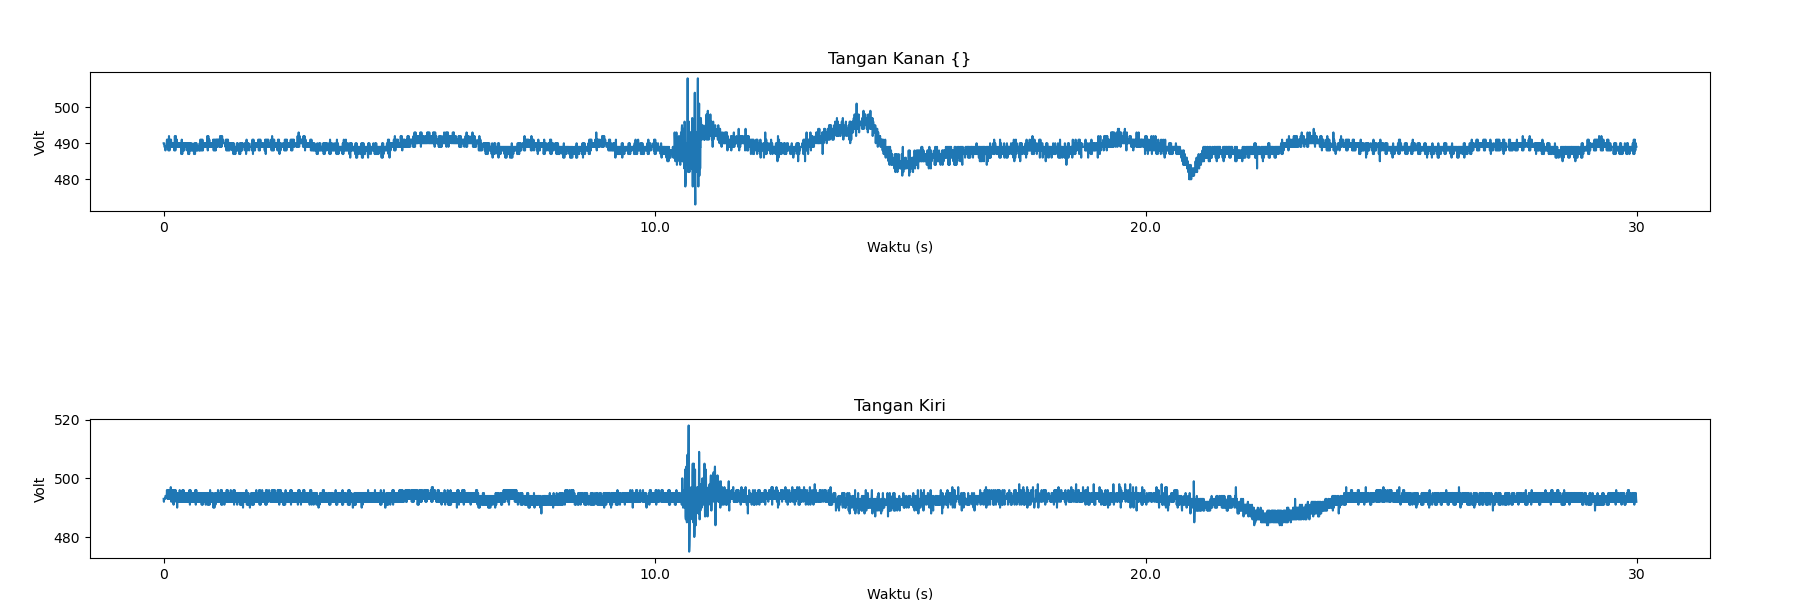 Tangan Kanan {}
Volt
500
490
480
0 10.0 20.0 30
Waktu (s)
Tangan Kiri
Volt
520
500
480
0 10.0 20.0 30
Waktu (s)